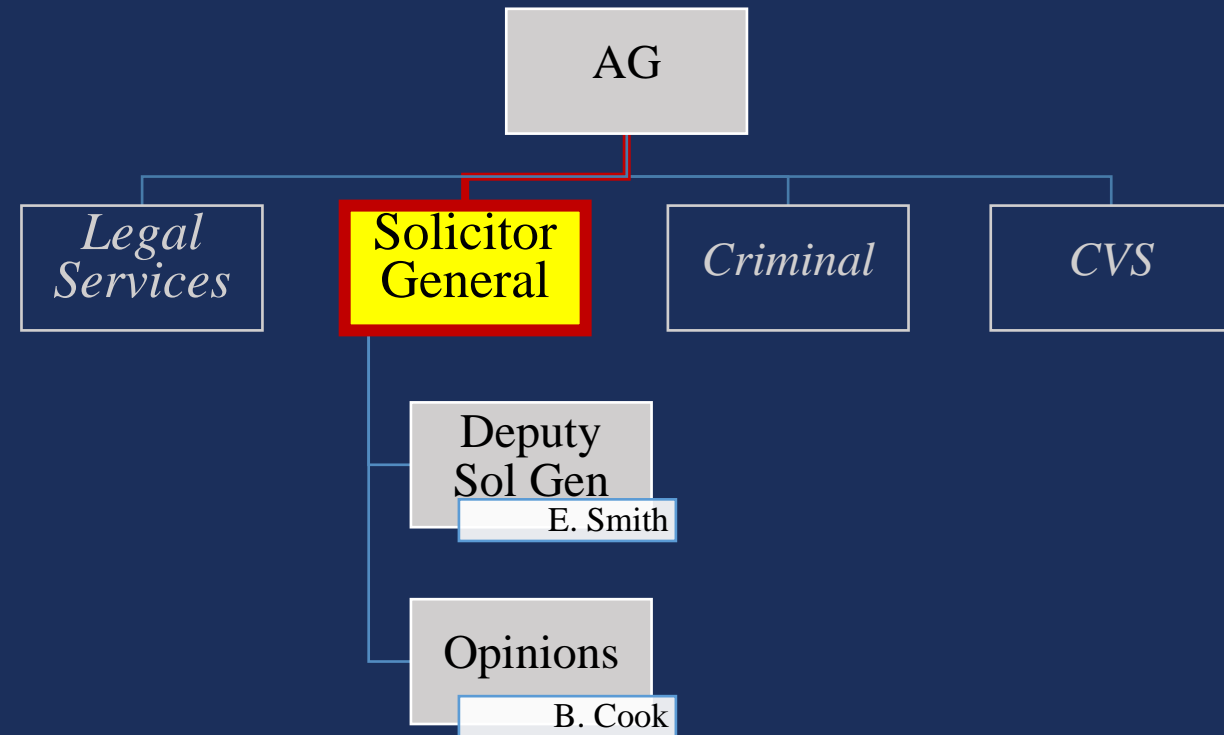 AG
Legal
Services
Solicitor
General
Criminal
CVS
Deputy
Sol Gen
E. Smith
Opinions
B. Cook